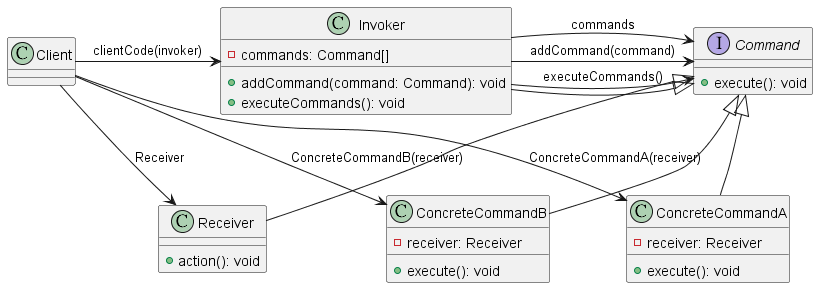 C Client
clientCode(invoker)
C Invoker
commands: Command[]
addCommand(command: Command): void
executeCommands(): void
commands
addCommand(command)
executeCommands()
I Command
execute(): void
Receiver
ConcreteCommandB(receiver)
ConcreteCommandA(receiver)
C Receiver
action(): void
C ConcreteCommandB
receiver: Receiver
execute(): void
C ConcreteCommandA
receiver: Receiver
execute(): void